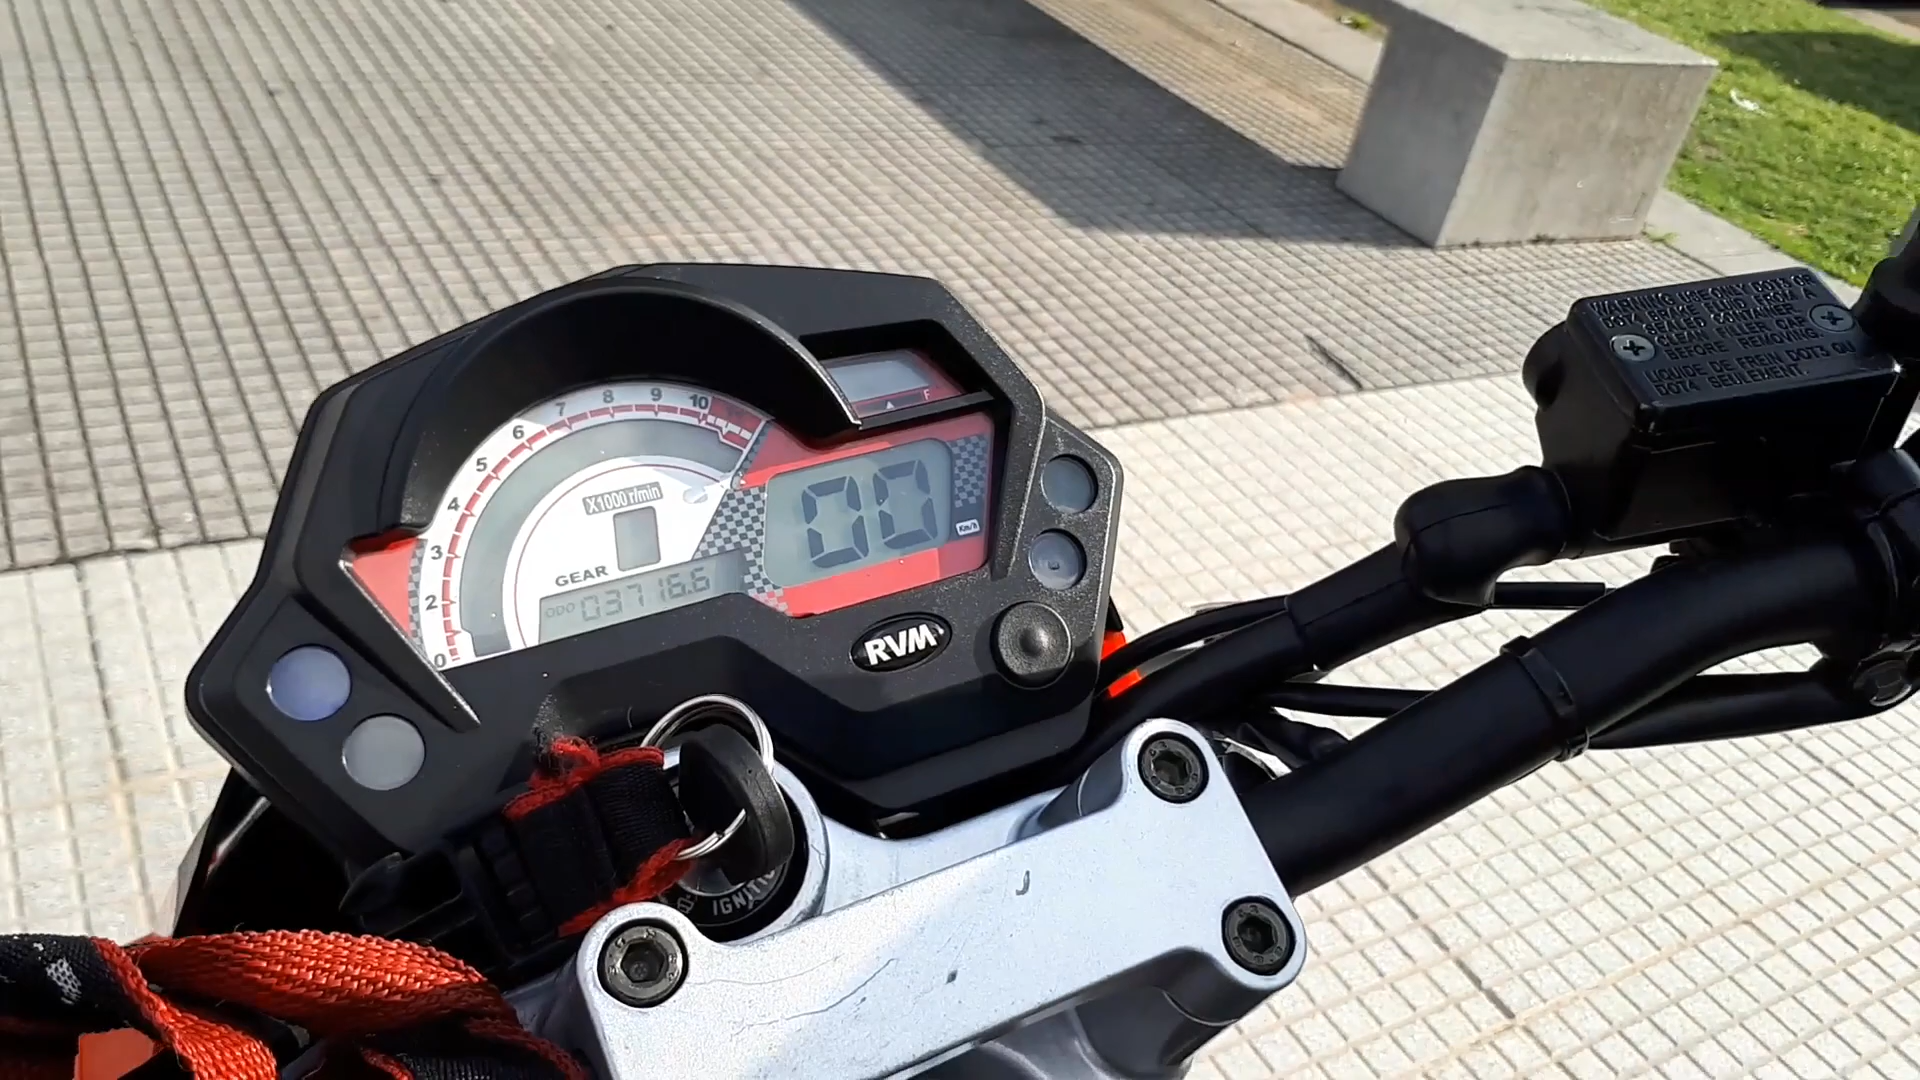 WARNING USE ONLY DOT3 OR
DOT4 BRAKE FLUID FROM A
SEALED CONTAINER
CLEAN FILLER CAP
BEFORE REMOVING.
LIQUIDE DE FREIN DOT3 OU
DOT4 SEULEMENT.
F
0
2
3
4
5
6
7
8
9
10
X1000 r/min
GEAR
ODO 03716.6
00
Km/h
RVM
IGNITION